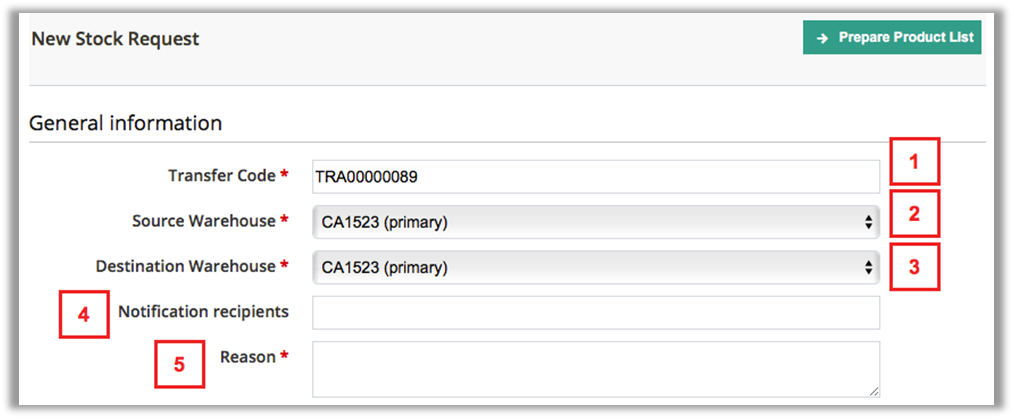 New Stock Request
Prepare Product List
General information
1
Transfer Code * TRA00000089
2
Source Warehouse * CA1523 (primary)
3
Destination Warehouse * CA1523 (primary)
4 Notification recipients
5 Reason *